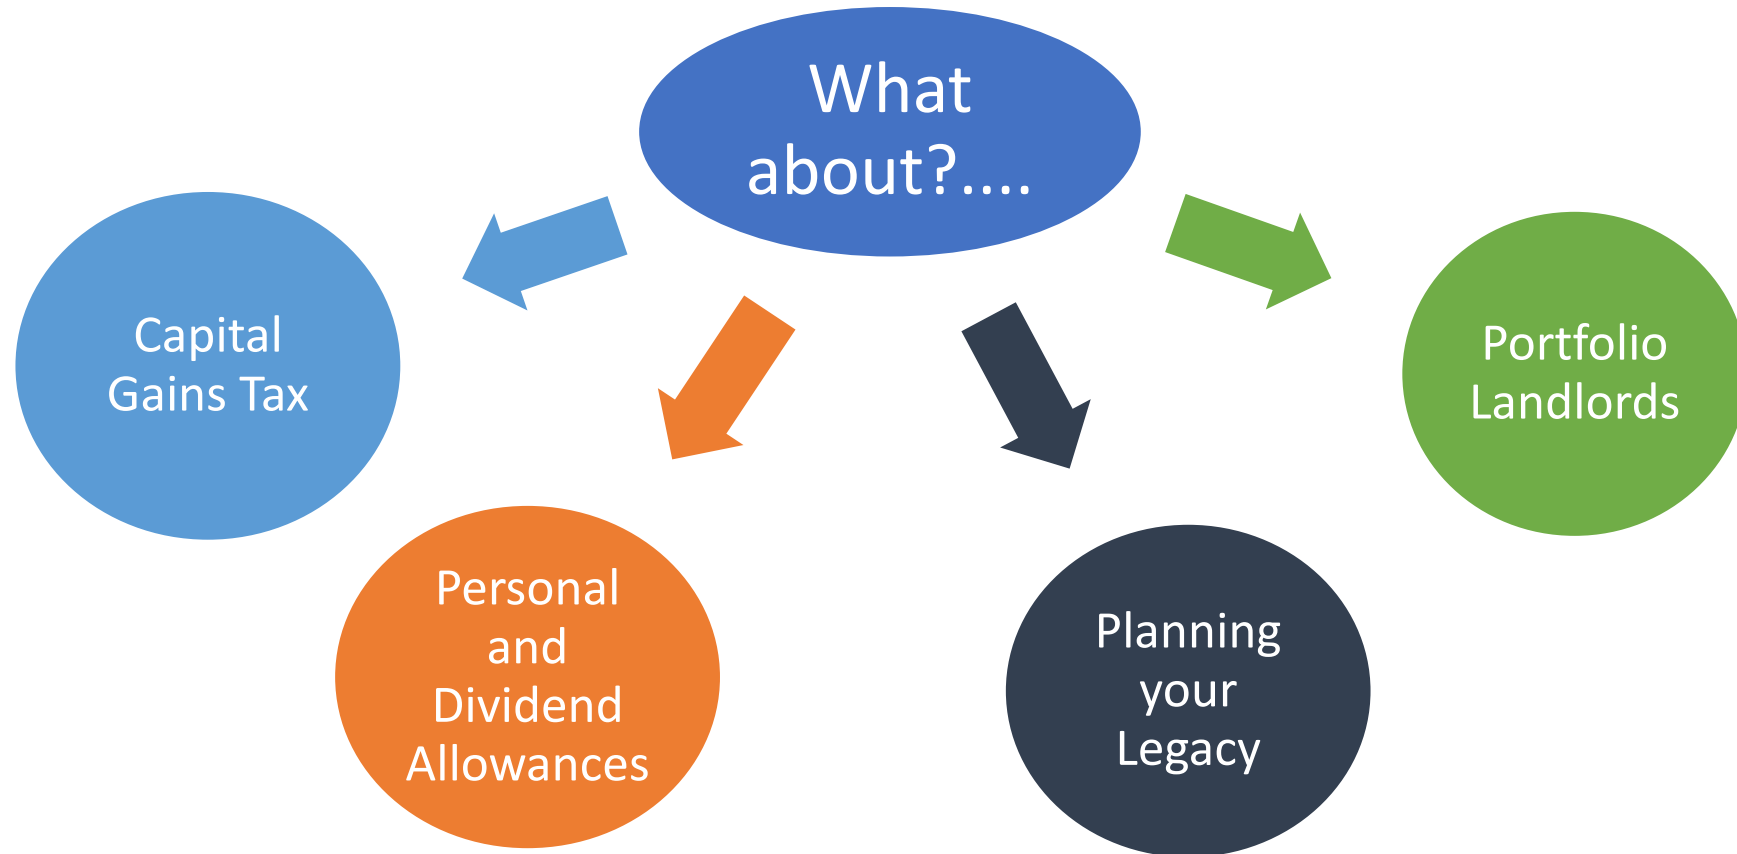 What
about?....
Capital
Gains Tax
Personal
and
Dividend
Allowances
Planning
your
Legacy
Portfolio
Landlords